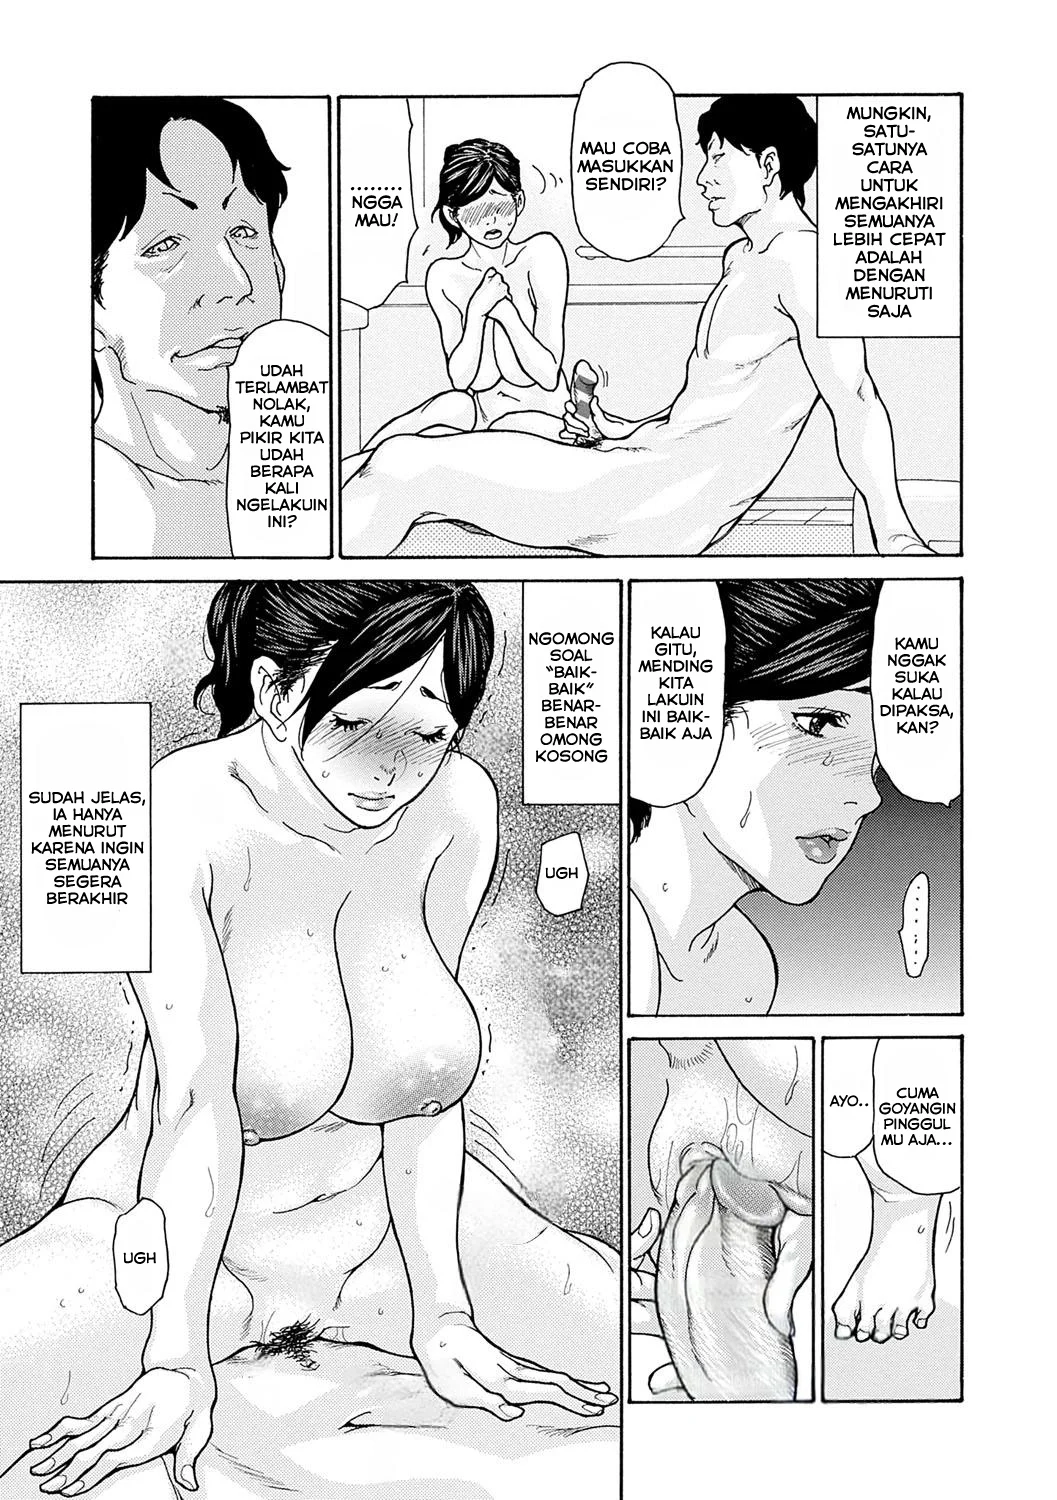 MUNGKIN,
SATU-
SATUNYA
CARA
UNTUK
MENGAKHIRI
SEMUANYA
LEBIH CEPAT
ADALAH
DENGAN
MENURUTI
SAJA
MAU COBA
MASUKKAN
SENDIRI?
........
NGGA
MAU!
UDAH
TERLAMBAT
NOLAK,
KAMU
PIKIR KITA
UDAH
BERAPA
KALI
NGELAKUIN
INI?
KAMU
NGGAK SUKA
KALAU
DIPAKSA,
KAN?
KALAU
GITU,
MENDING
KITA
LAKUIN
INI BAIK-
BAIK AJA
......
NGOMONG
SOAL
“BAIK-
BAIK”
BENAR-
BENAR
OMONG
KOSONG
UGH
SUDAH JELAS,
IA HANYA
MENURUT
KARENA INGIN
SEMUANYA
SEGERA
BERAKHIR
UGH
CUMA
GOYANGIN
PINGGUL
MU AJA...
AYO..